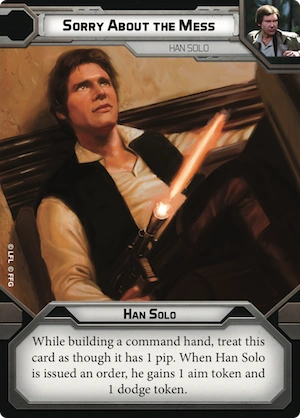 SORRY ABOUT THE MESS
HAN SOLO
© LFL © FFG
HAN SOLO
While building a command hand, treat this
card as though it has 1 pip. When Han Solo
is issued an order, he gains 1 aim token and
1 dodge token.